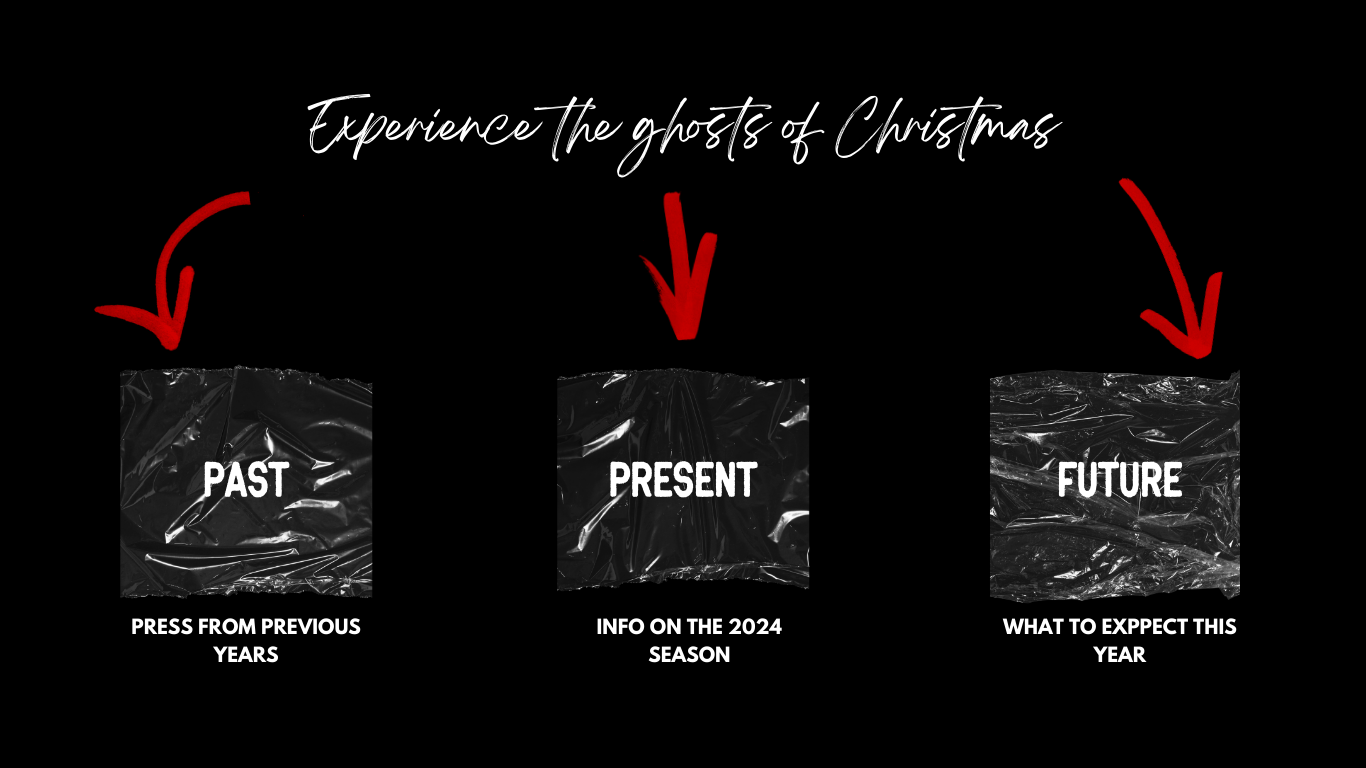 Experience the ghosts of Christmas
PAST
PRESS FROM PREVIOUS
YEARS
PRESENT
INFO ON THE 2024
SEASON
FUTURE
WHAT TO EXPPECT THIS
YEAR